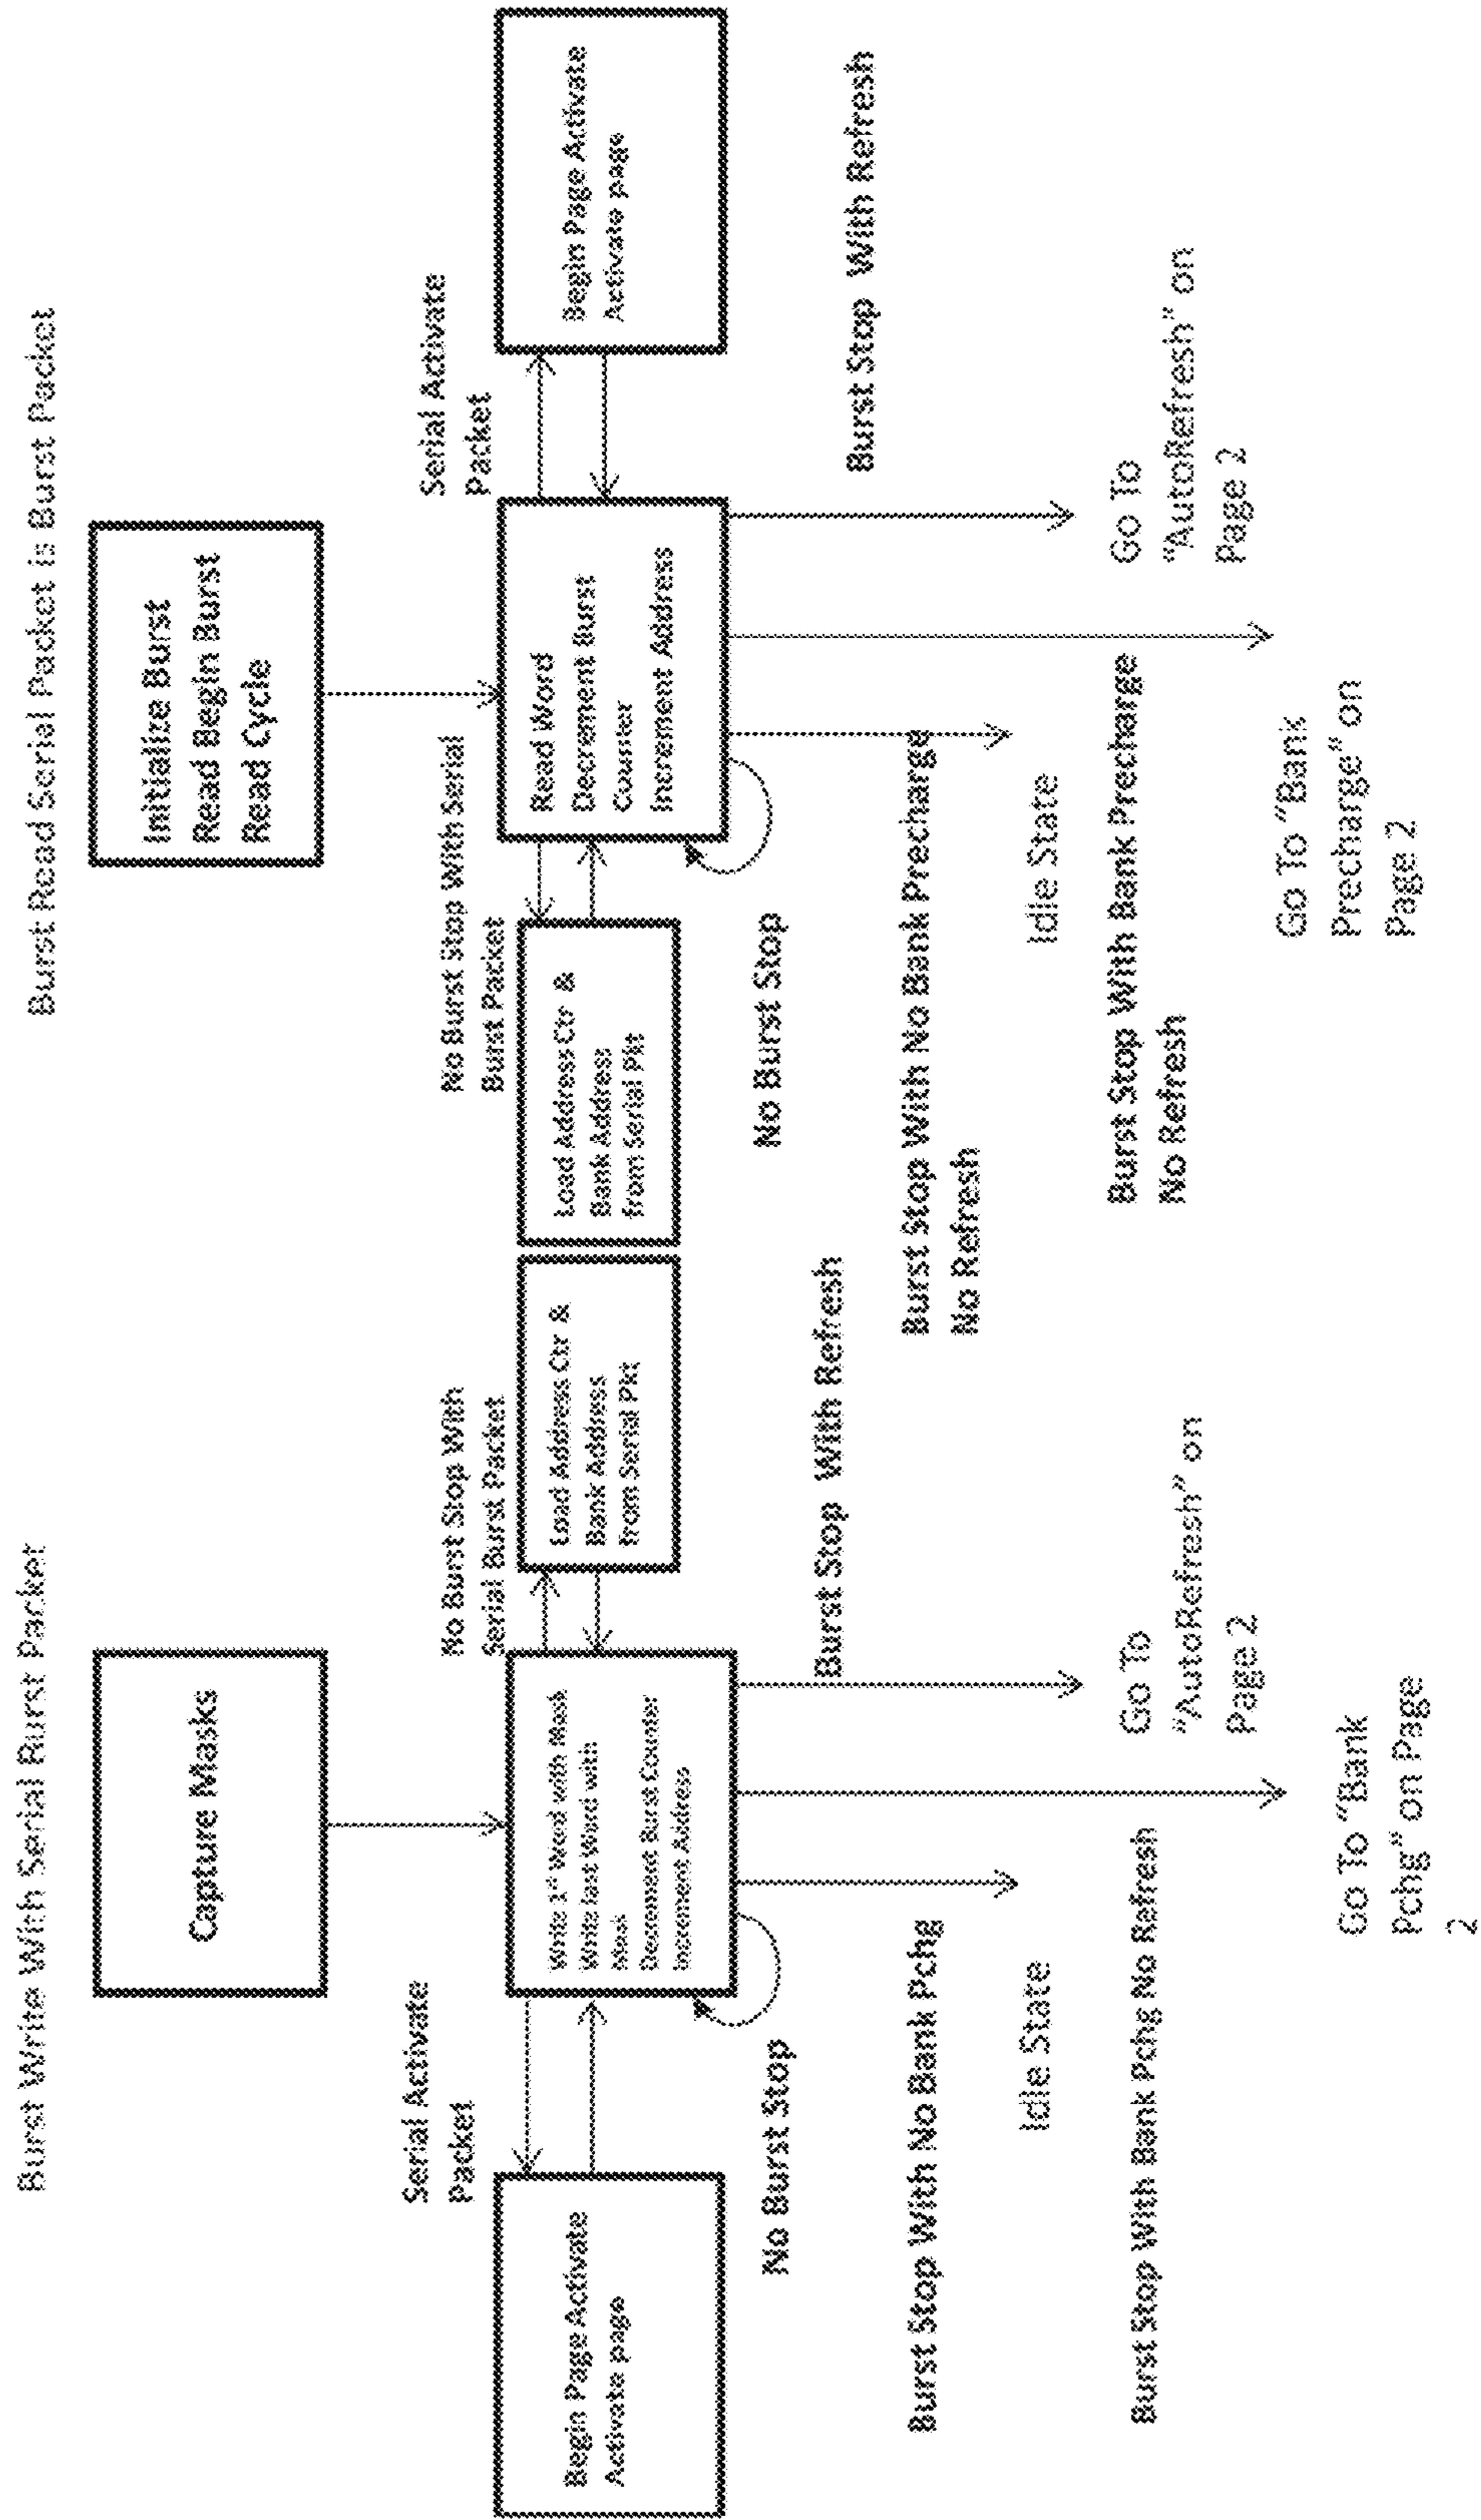 Burst Write With Serial Burst Packer
Capture Masks
Serial Activate
Packet
Begin Page Activate
Activate page
Write 1st Word with Mask
Write last Word with
Mask
Decrement Burst Counter
Increment Address
No Burst Stop With
Serial Burst Packet
Load Address Ctr &
Bank Address
from Serial Pkt
No Burst Stop
Burst Stop With Refresh
Burst Stop With No Bank Pchg
Idle State
Burst Stop With Bank Pchg No Refresh
Go To
"AutoRefresh" on
Page 2
Go To "Bank
Pchg" on Page
2
Burst Read Serial Packet is Burst Packet
Initialize Burst
Read Begin Burst
Read Cycle
No Burst Stop With Serial
Burst Packet
Load Address Ctr &
Bank Address
from Serial Pkt
Read Word
Decrement Burst
Counter
Increment Address
Serial Activate
Packet
Begin Page Activate
Activate page
No Burst Stop
Burst Stop With Refresh
Burst Stop With No Bank Precharge
No Refresh
Idle State
Burst Stop With Bank Precharge
No Refresh
Go To
"AutoRefresh" on
Page 2
Go To "Bank
Precharge" on
Page 2